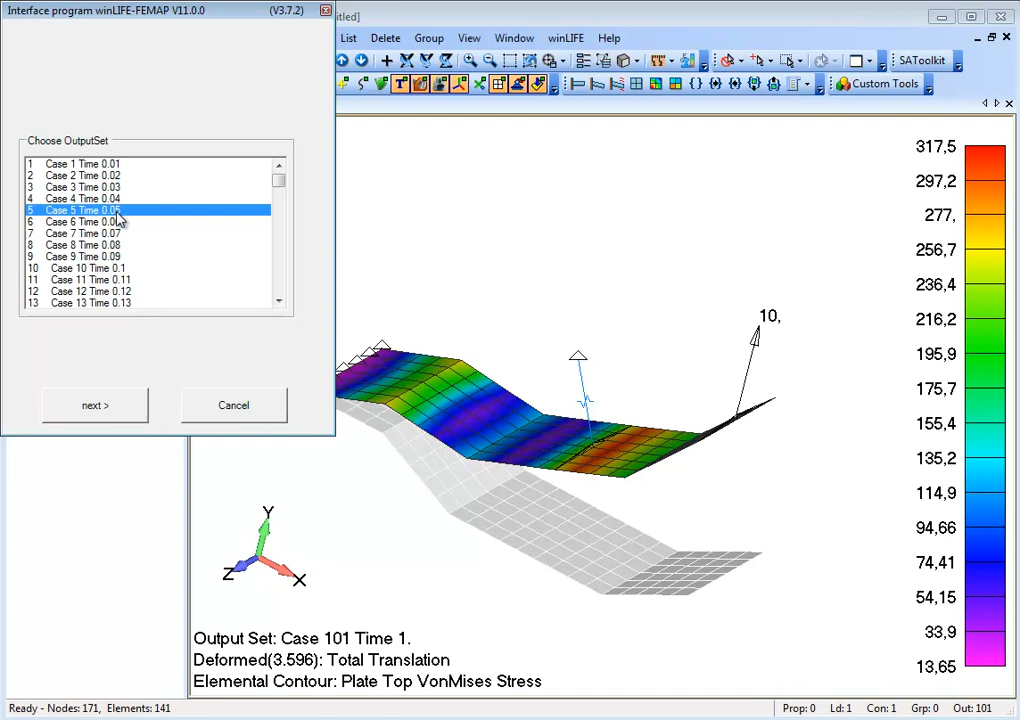 Interface program winLIFE-FEMAP V11.0.0 (V3.7.2)
itled]
List Delete Group View Window winLIFE Help
SAToolkit
Custom Tools
Choose OutputSet
1 Case 1 Time 0.01
2 Case 2 Time 0.02
3 Case 3 Time 0.03
4 Case 4 Time 0.04
5 Case 5 Time 0.05
6 Case 6 Time 0.0
7 Case 7 Time 0.07
8 Case 8 Time 0.08
9 Case 9 Time 0.09
10 Case 10 Time 0.1
11 Case 11 Time 0.11
12 Case 12 Time 0.12
13 Case 13 Time 0.13
next >
Cancel
10,
317,5
297,2
277,
256,7
236,4
216,2
195,9
175,7
155,4
135,2
114,9
94,66
74,41
54,15
33,9
13,65
Y
Z
X
Output Set: Case 101 Time 1.
Deformed(3.596): Total Translation
Elemental Contour: Plate Top VonMises Stress
Ready - Nodes: 171, Elements: 141
Prop: 0 Ld: 1 Con: 1 Grp: 0 Out: 101